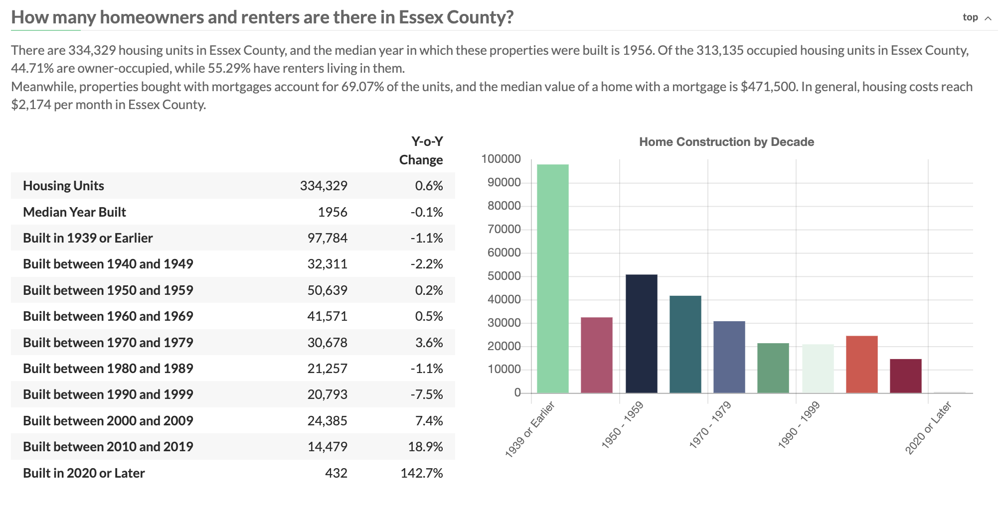 How many homeowners and renters are there in Essex County?
top
There are 334,329 housing units in Essex County, and the median year in which these properties were built is 1956. Of the 313,135 occupied housing units in Essex County,
44.71% are owner-occupied, while 55.29% have renters living in them.
Meanwhile, properties bought with mortgages account for 69.07% of the units, and the median value of a home with a mortgage is $471,500. In general, housing costs reach
$2,174 per month in Essex County.
Y-o-Y
Change
Housing Units 334,329 0.6%
Median Year Built 1956 -0.1%
Built in 1939 or Earlier 97,784 -1.1%
Built between 1940 and 1949 32,311 -2.2%
Built between 1950 and 1959 50,639 0.2%
Built between 1960 and 1969 41,571 0.5%
Built between 1970 and 1979 30,678 3.6%
Built between 1980 and 1989 21,257 -1.1%
Built between 1990 and 1999 20,793 -7.5%
Built between 2000 and 2009 24,385 7.4%
Built between 2010 and 2019 14,479 18.9%
Built in 2020 or Later 432 142.7%
Home Construction by Decade
100000
90000
80000
70000
60000
50000
40000
30000
20000
10000
0
1939 or Earlier
1950 - 1959
1970 - 1979
1990 - 1999
2020 or Later